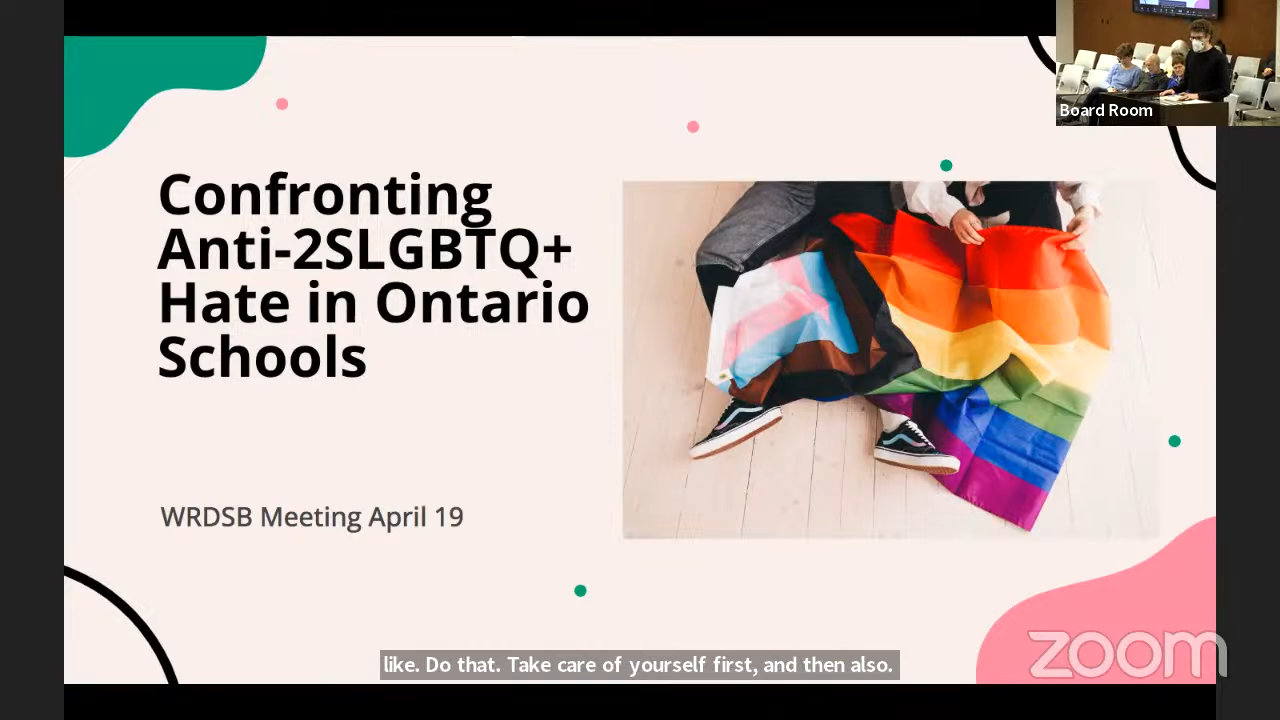 Board Room
Confronting
Anti-2SLGBTQ+
Hate in Ontario
Schools
WRDSB Meeting April 19
like. Do that. Take care of yourself first, and then also.
zoom